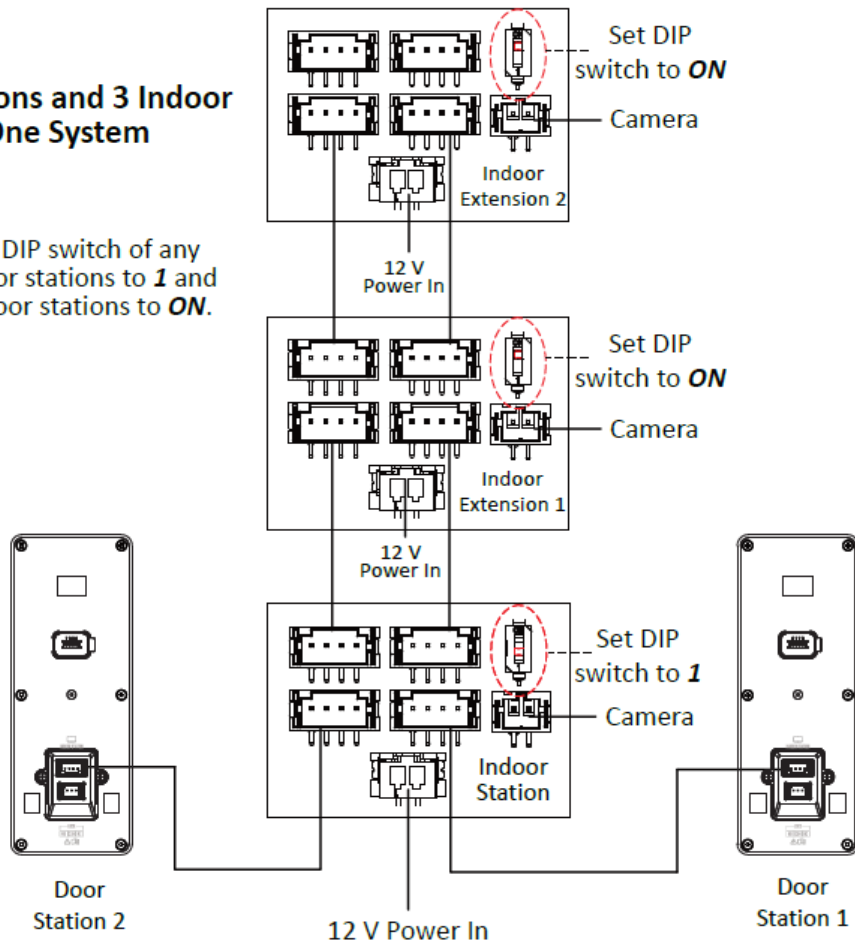 ons and 3 Indoor
One System
DIP switch of any
or stations to 1 and
oor stations to ON.
Set DIP
switch to ON
Camera
Indoor
Extension 2
12 V
Power In
Set DIP
switch to ON
Camera
Indoor
Extension 1
12 V
Power In
Set DIP
switch to 1
Camera
Indoor
Station
Door
Station 2
12 V Power In
Door
Station 1